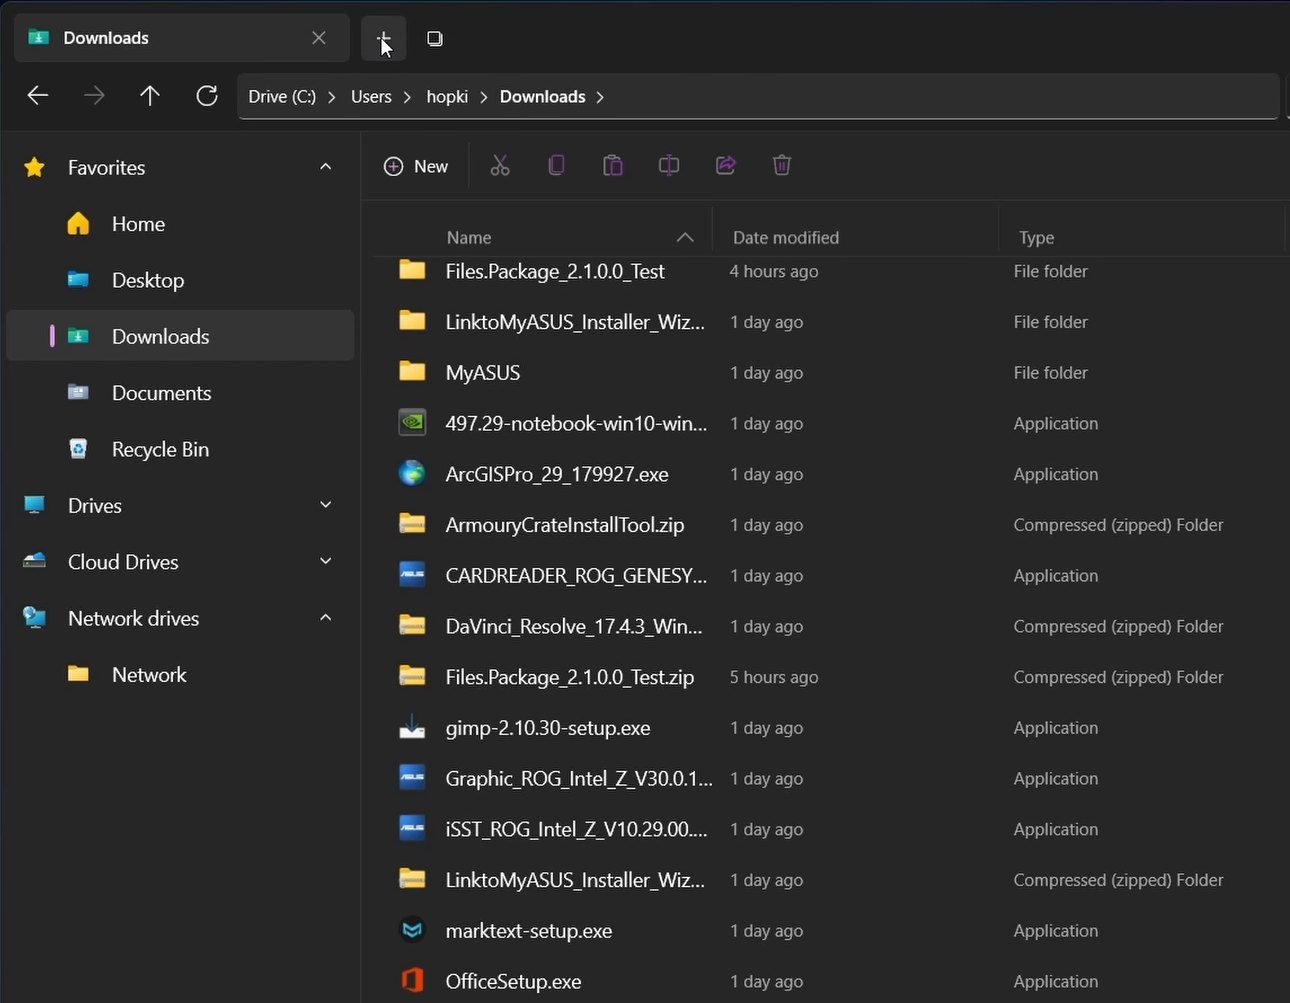 Downloads
Drive (C:) > Users > hopki > Downloads >
Favorites
Home
Desktop
Downloads
Documents
Recycle Bin
Drives
Cloud Drives
Network drives
Network
New
Name Date modified Type
Files.Package_2.1.0.0_Test 4 hours ago File folder
LinktoMyASUS_Installer_Wiz... 1 day ago File folder
MyASUS 1 day ago File folder
497.29-notebook-win10-win... 1 day ago Application
ArcGISPro_29_179927.exe 1 day ago Application
ArmouryCrateInstallTool.zip 1 day ago Compressed (zipped) Folder
CARDREADER_ROG_GENESY... 1 day ago Application
DaVinci_Resolve_17.4.3_Win... 1 day ago Compressed (zipped) Folder
Files.Package_2.1.0.0_Test.zip 5 hours ago Compressed (zipped) Folder
gimp-2.10.30-setup.exe 1 day ago Application
Graphic_ROG_Intel_Z_V30.0.1... 1 day ago Application
iSST_ROG_Intel_Z_V10.29.00.... 1 day ago Application
LinktoMyASUS_Installer_Wiz... 1 day ago Compressed (zipped) Folder
marktext-setup.exe 1 day ago Application
OfficeSetup.exe 1 day ago Application